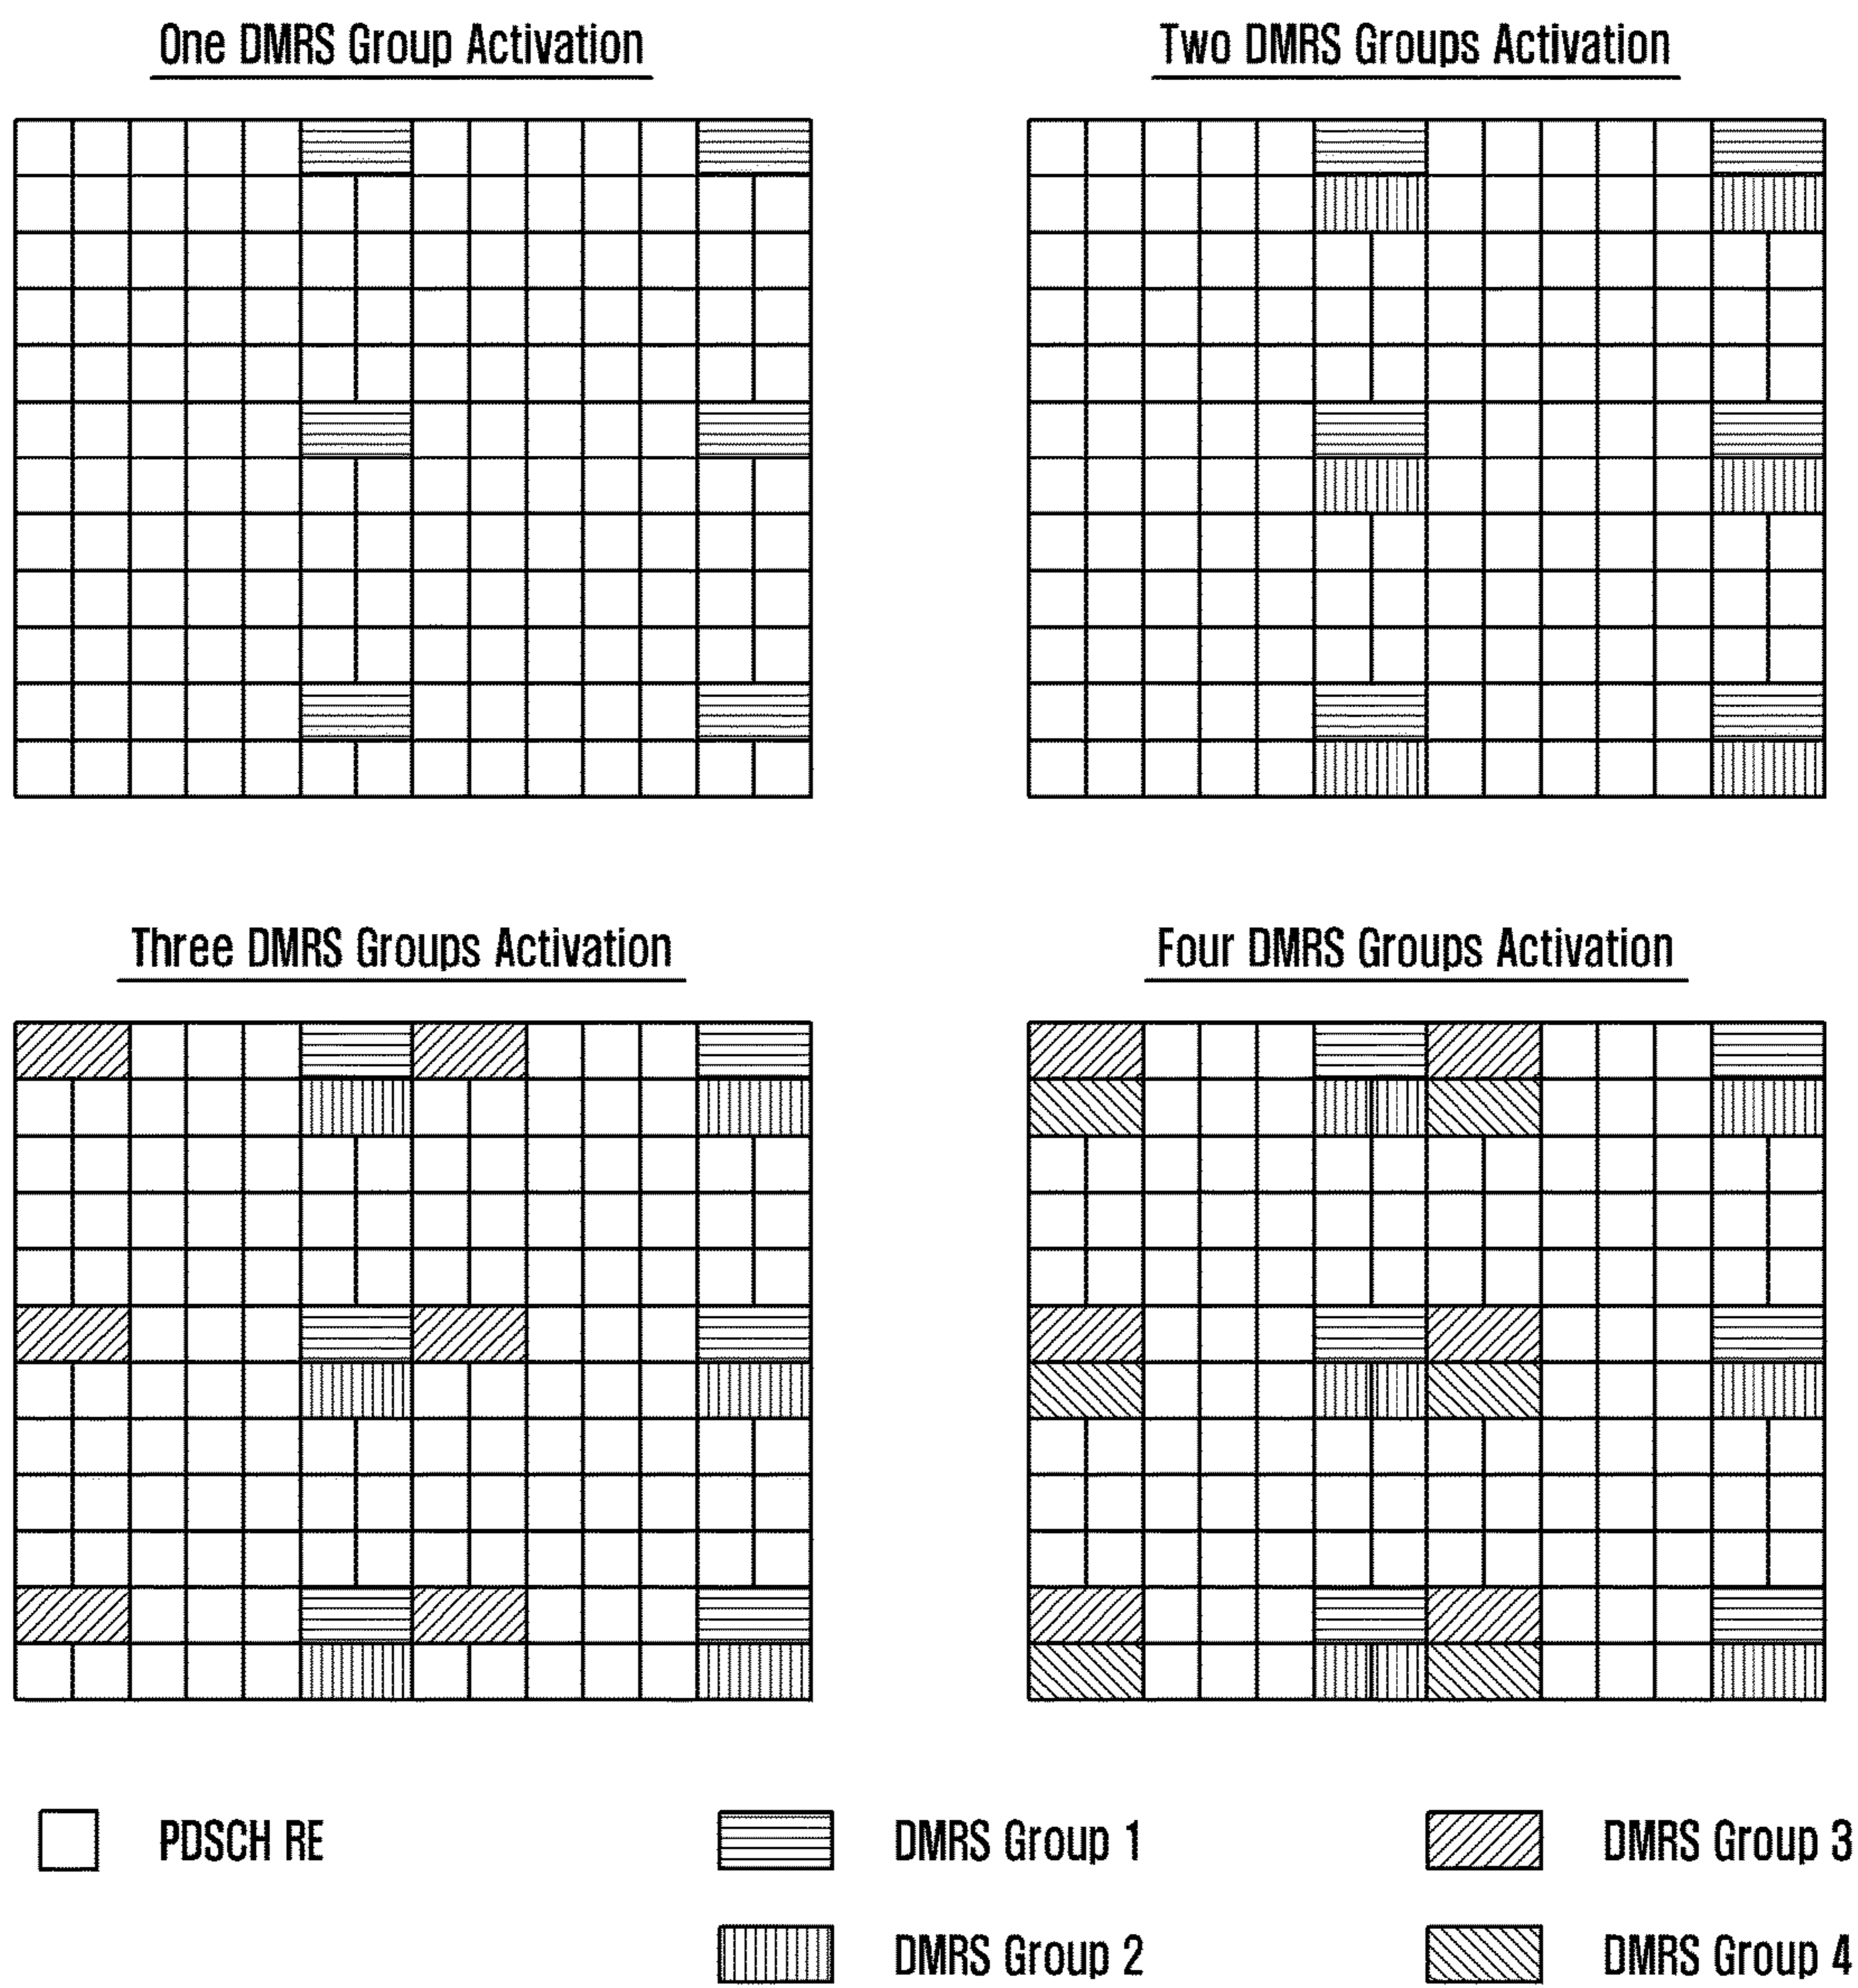 One DMRS Group Activation
Two DMRS Groups Activation
Three DMRS Groups Activation
Four DMRS Groups Activation
PDSCH RE
DMRS Group 1
DMRS Group 3
DMRS Group 2
DMRS Group 4